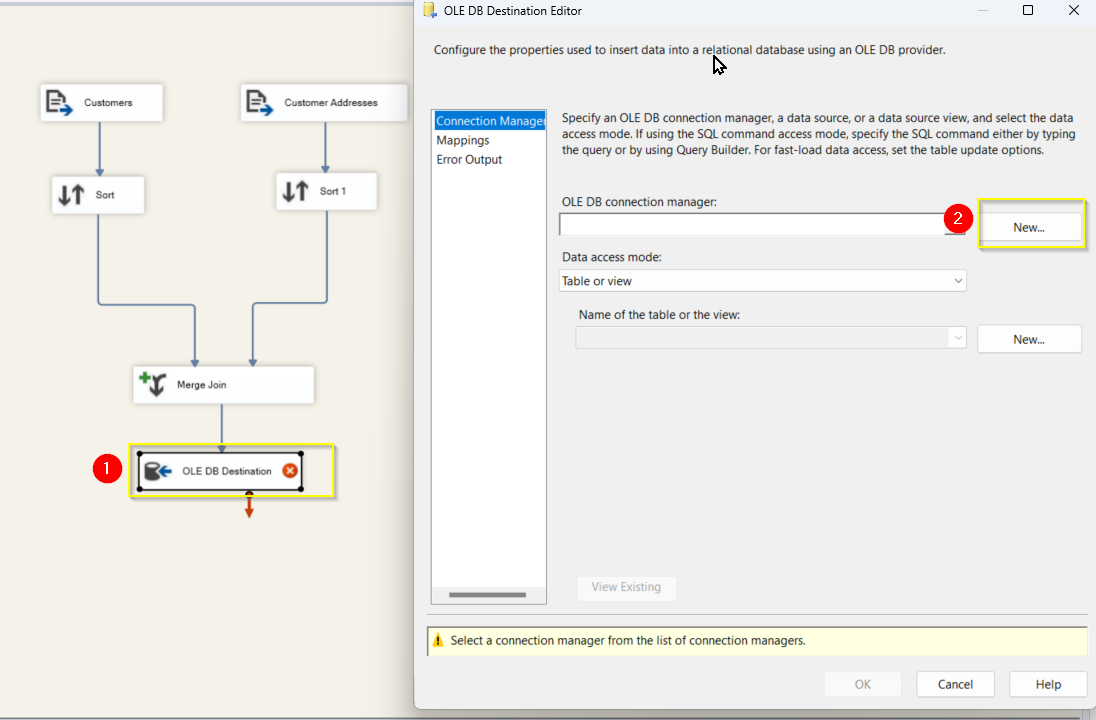 OLE DB Destination Editor
Configure the properties used to insert data into a relational database using an OLE DB provider.
Customers
Customer Addresses
Sort
Sort 1
Merge Join
1
OLE DB Destination
Connection Manager
Mappings
Error Output
Specify an OLE DB connection manager, a data source, or a data source view, and select the data
access mode. If using the SQL command access mode, specify the SQL command either by typing
the query or by using Query Builder. For fast-load data access, set the table update options.
OLE DB connection manager:
2
New...
Data access mode:
Table or view
Name of the table or the view:
New...
View Existing
Select a connection manager from the list of connection managers.
OK
Cancel
Help